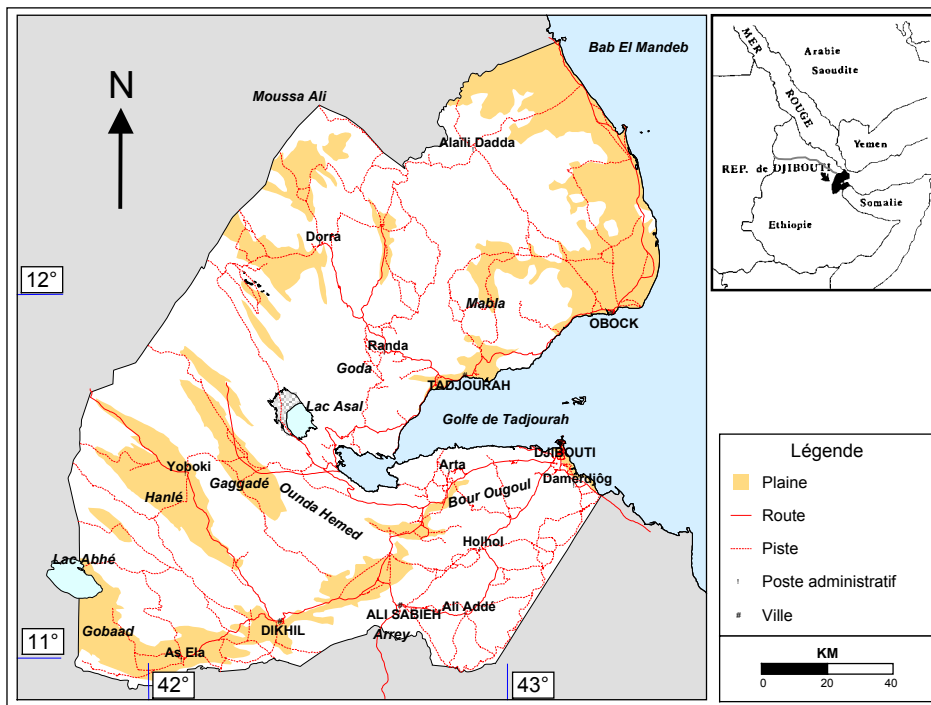 N
Bab El Mandeb
Moussa Ali
Alaïli Dadda
Dorra
12°
Mabla
OBOCK
Randa
Goda
TADJOURAH
Lac Asal
Golfe de Tadjourah
DJIBOUTI
Arta
Yoboki
Damerdjôg
Gaggadé
Hanlé
Bour Ougoul
Ounda Hemed
Holhol
Lac Abhé
Ali Addé
ALI SABIEH
DIKHIL
Gobaad
Arrey
11°
As Ela
42°
43°
MER
ROUGE
Arabie
Saoudite
Yemen
REP. de DJIBOUTI
Somalie
Ethiopie
Légende
Plaine
Route
Piste
Poste administratif
Ville
KM
0 20 40